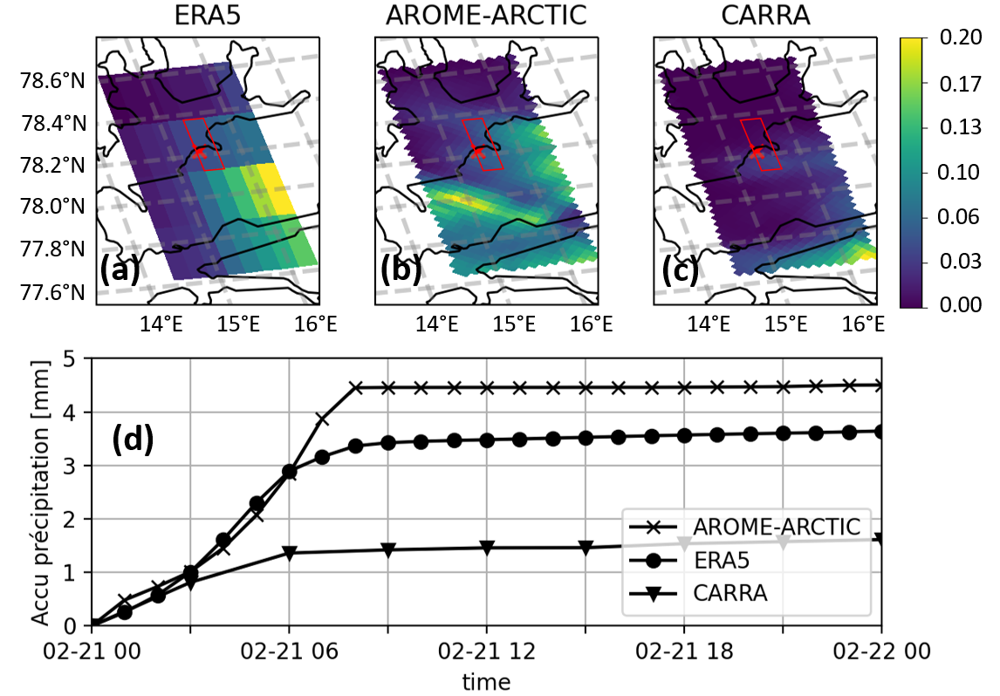 ERA5 AROME-ARCTIC CARRA
78.6°N
78.4°N
78.2°N
78.0°N
77.8°N
77.6°N
(a) (b) (c)
14°E 15°E 16°E 14°E 15°E 16°E 14°E 15°E 16°E
0.20
0.17
0.13
0.10
0.06
0.03
0.00
Accu précipitation [mm]
5
4
3
2
1
0
(d)
AROME-ARCTIC
ERA5
CARRA
02-21 00 02-21 06 02-21 12 02-21 18 02-22 00
time